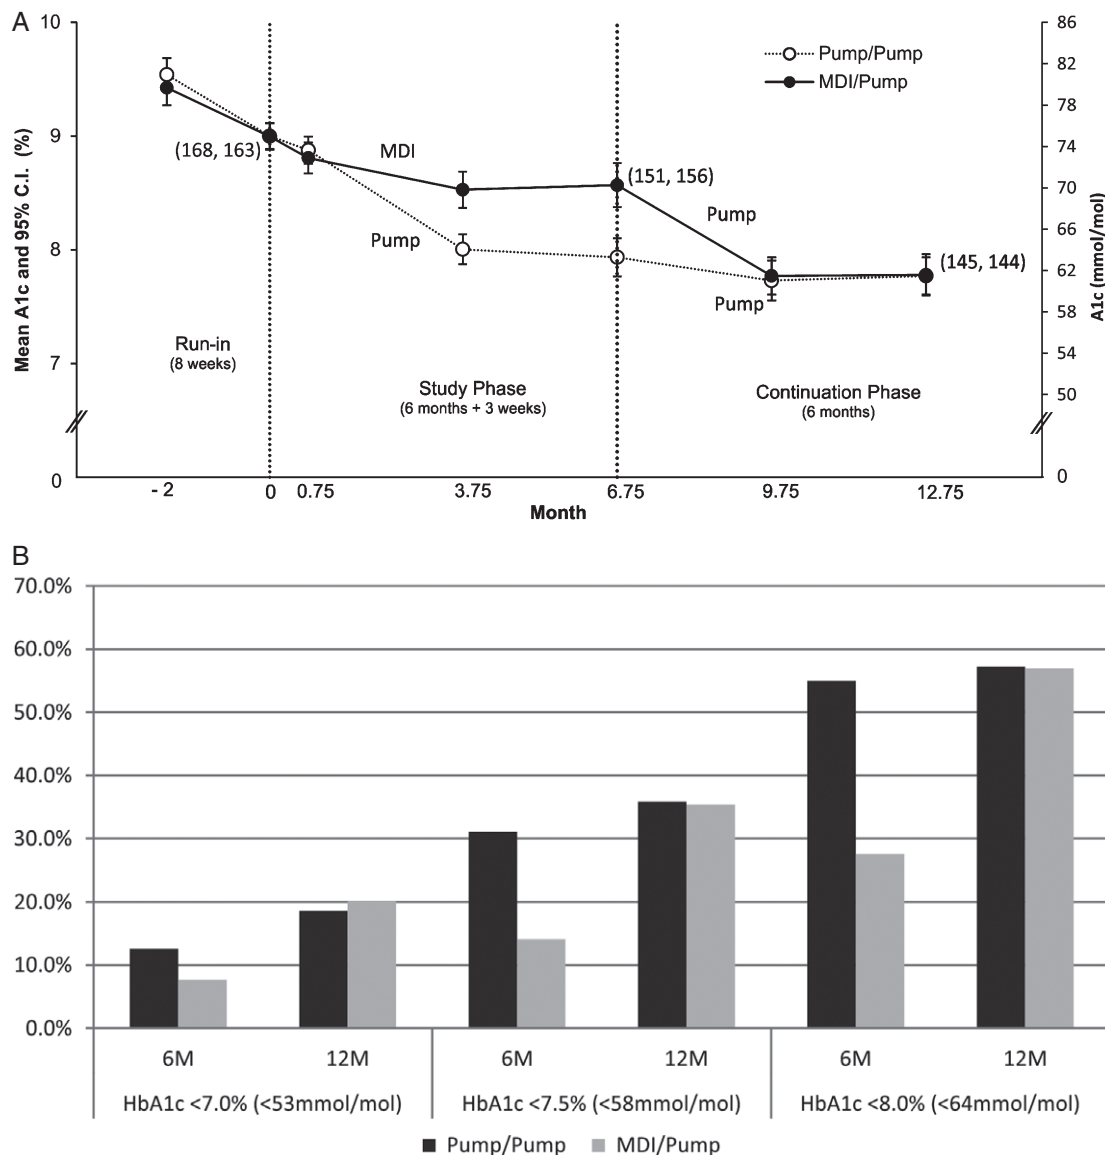 A
10
9
8
7
0
Mean A1c and 95% C.I. (%)
86
82
78
74
70
66
62
58
54
50
0
A1c (mmol/mol)
Pump/Pump
MDI/Pump
(168, 163)
MDI
Pump
(151, 156)
Pump
Pump
(145, 144)
Run-in
(8 weeks)
Study Phase
(6 months + 3 weeks)
Continuation Phase
(6 months)
- 2 0 0.75 3.75 6.75 9.75 12.75
Month
B
70.0%
60.0%
50.0%
40.0%
30.0%
20.0%
10.0%
0.0%
6M 12M 6M 12M 6M 12M
HbA1c <7.0% (<53mmol/mol) HbA1c <7.5% (<58mmol/mol) HbA1c <8.0% (<64mmol/mol)
Pump/Pump MDI/Pump